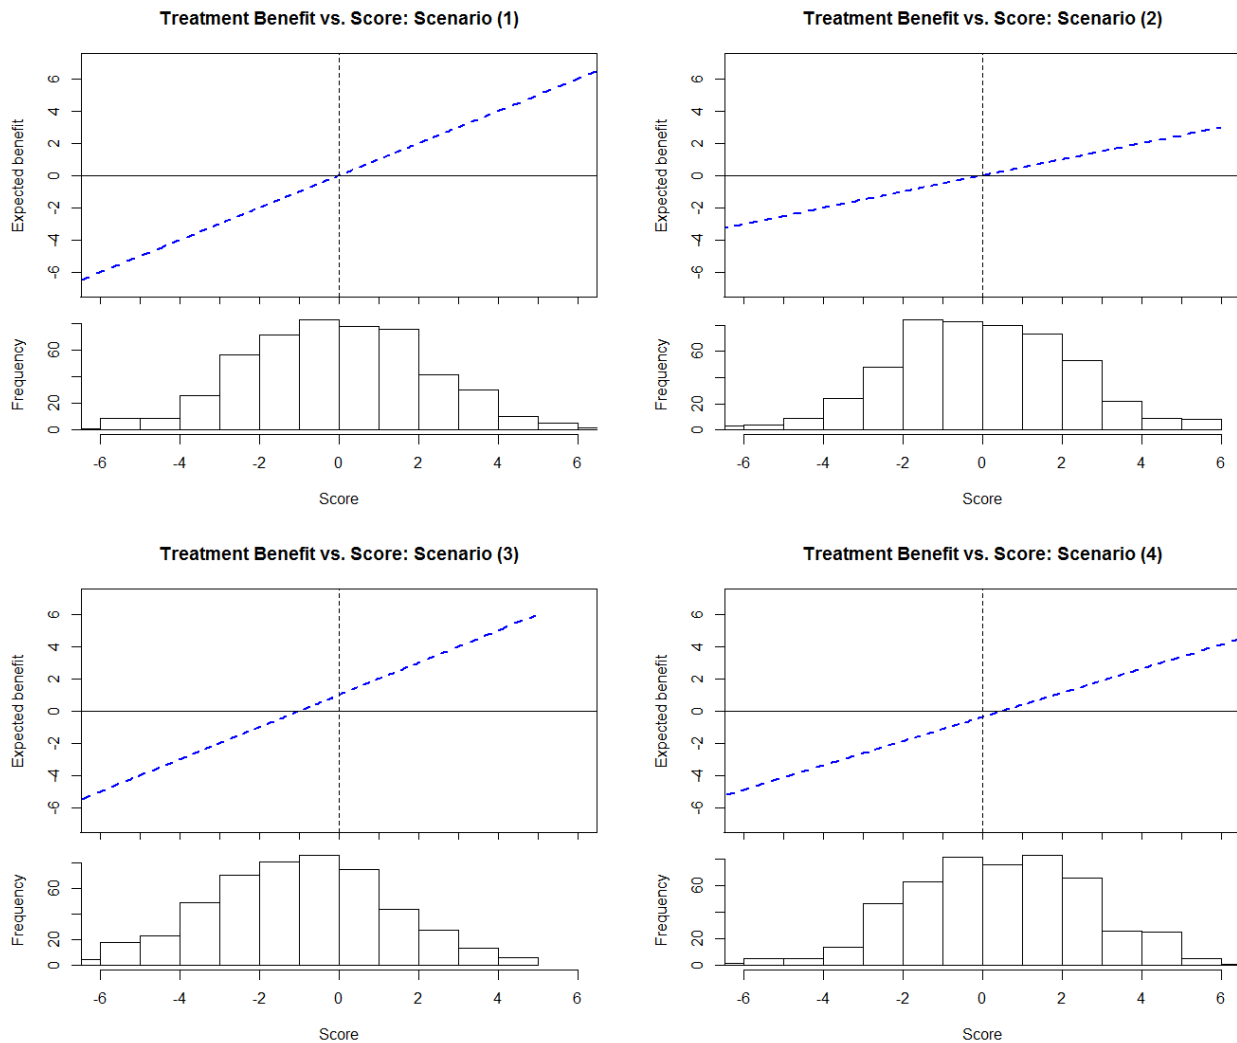 Treatment Benefit vs. Score: Scenario (1)
Expected benefit
6
4
2
0
-2
-4
-6
Frequency
60
20
0
-6 -4 -2 0 2 4 6
Score
Treatment Benefit vs. Score: Scenario (2)
Expected benefit
6
4
2
0
-2
-4
-6
Frequency
60
20
0
-6 -4 -2 0 2 4 6
Score
Treatment Benefit vs. Score: Scenario (3)
Expected benefit
6
4
2
0
-2
-4
-6
Frequency
60
20
0
-6 -4 -2 0 2 4 6
Score
Treatment Benefit vs. Score: Scenario (4)
Expected benefit
6
4
2
0
-2
-4
-6
Frequency
60
20
0
-6 -4 -2 0 2 4 6
Score